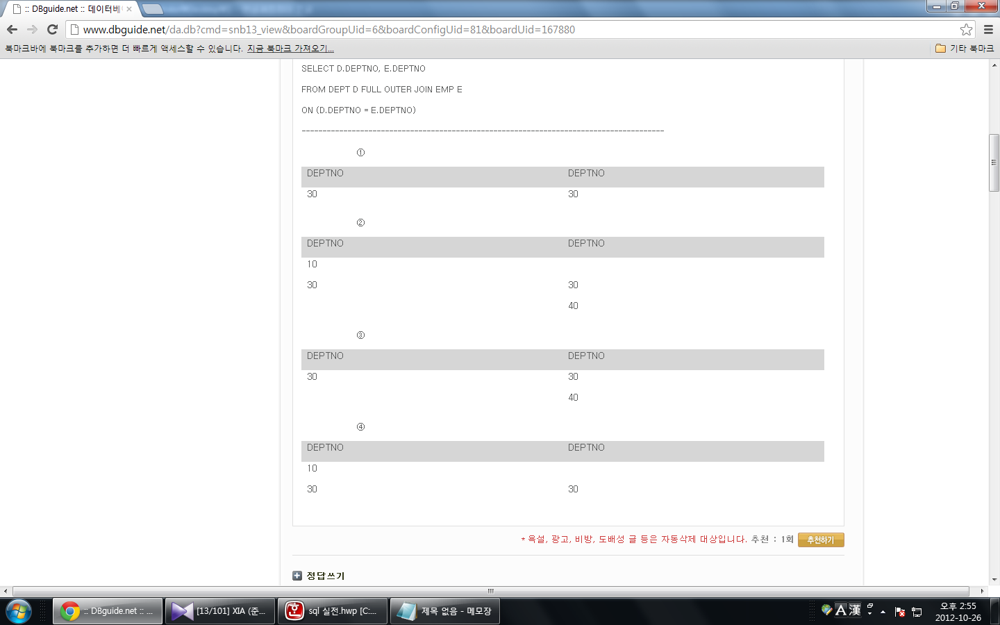 :: DBguide.net :: 데이터베이
www.dbguide.net/da.db?cmd=snb13_view&boardGroupUid=6&boardConfigUid=81&boardUid=167880
북마크바에 북마크를 추가하면 더 빠르게 액세스할 수 있습니다. 지금 북마크 가져오기...
기타 북마크
SELECT D.DEPTNO, E.DEPTNO
FROM DEPT D FULL OUTER JOIN EMP E
ON (D.DEPTNO = E.DEPTNO)
---------------------------------------------------------------------------------------
①
DEPTNO DEPTNO
30 30
②
DEPTNO DEPTNO
10
30 30
40
③
DEPTNO DEPTNO
30 30
40
④
DEPTNO DEPTNO
10
30 30
* 욕설, 광고, 비방, 도배성 글 등은 자동삭제 대상입니다. 추천 : 1회 추천하기
정답쓰기
:: DBguide.net :: ...
[13/101] XIA (준...
sql 실전.hwp [C:...
제목 없음 - 메모장
A 漢
오후 2:55
2012-10-26